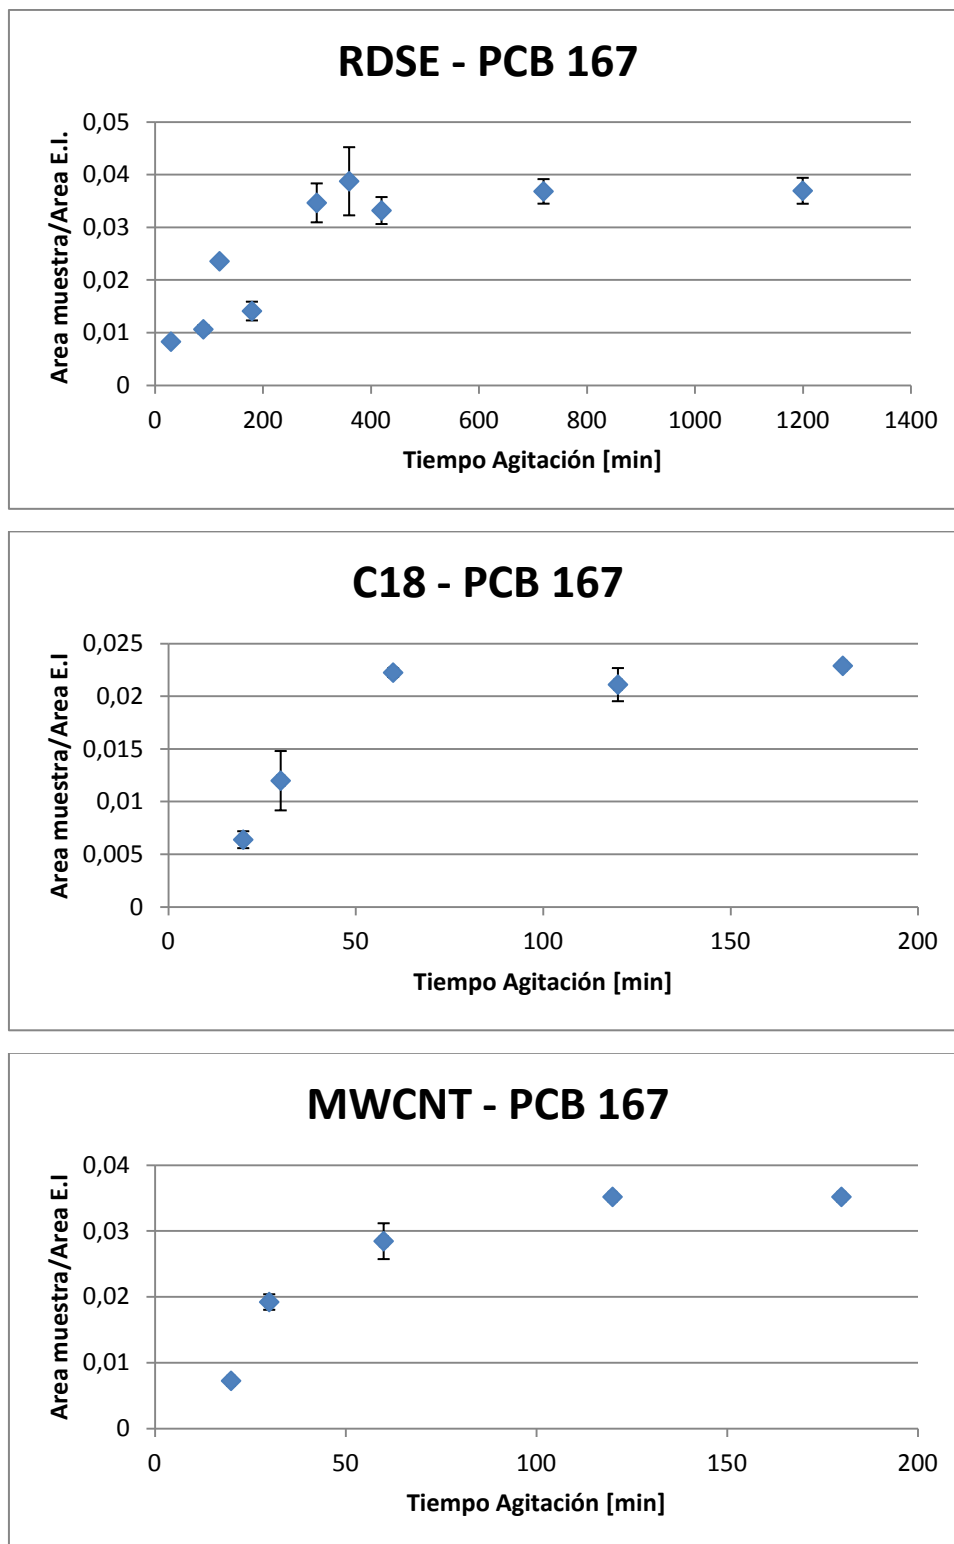 RDSE - PCB 167
Area muestra/Area E.I.
0,05
0,04
0,03
0,02
0,01
0
0 200 400 600 800 1000 1200 1400
Tiempo Agitación [min]
C18 - PCB 167
Area muestra/Area E.I
0,025
0,02
0,015
0,01
0,005
0
0 50 100 150 200
Tiempo Agitación [min]
MWCNT - PCB 167
Area muestra/Area E.I
0,04
0,03
0,02
0,01
0
0 50 100 150 200
Tiempo Agitación [min]